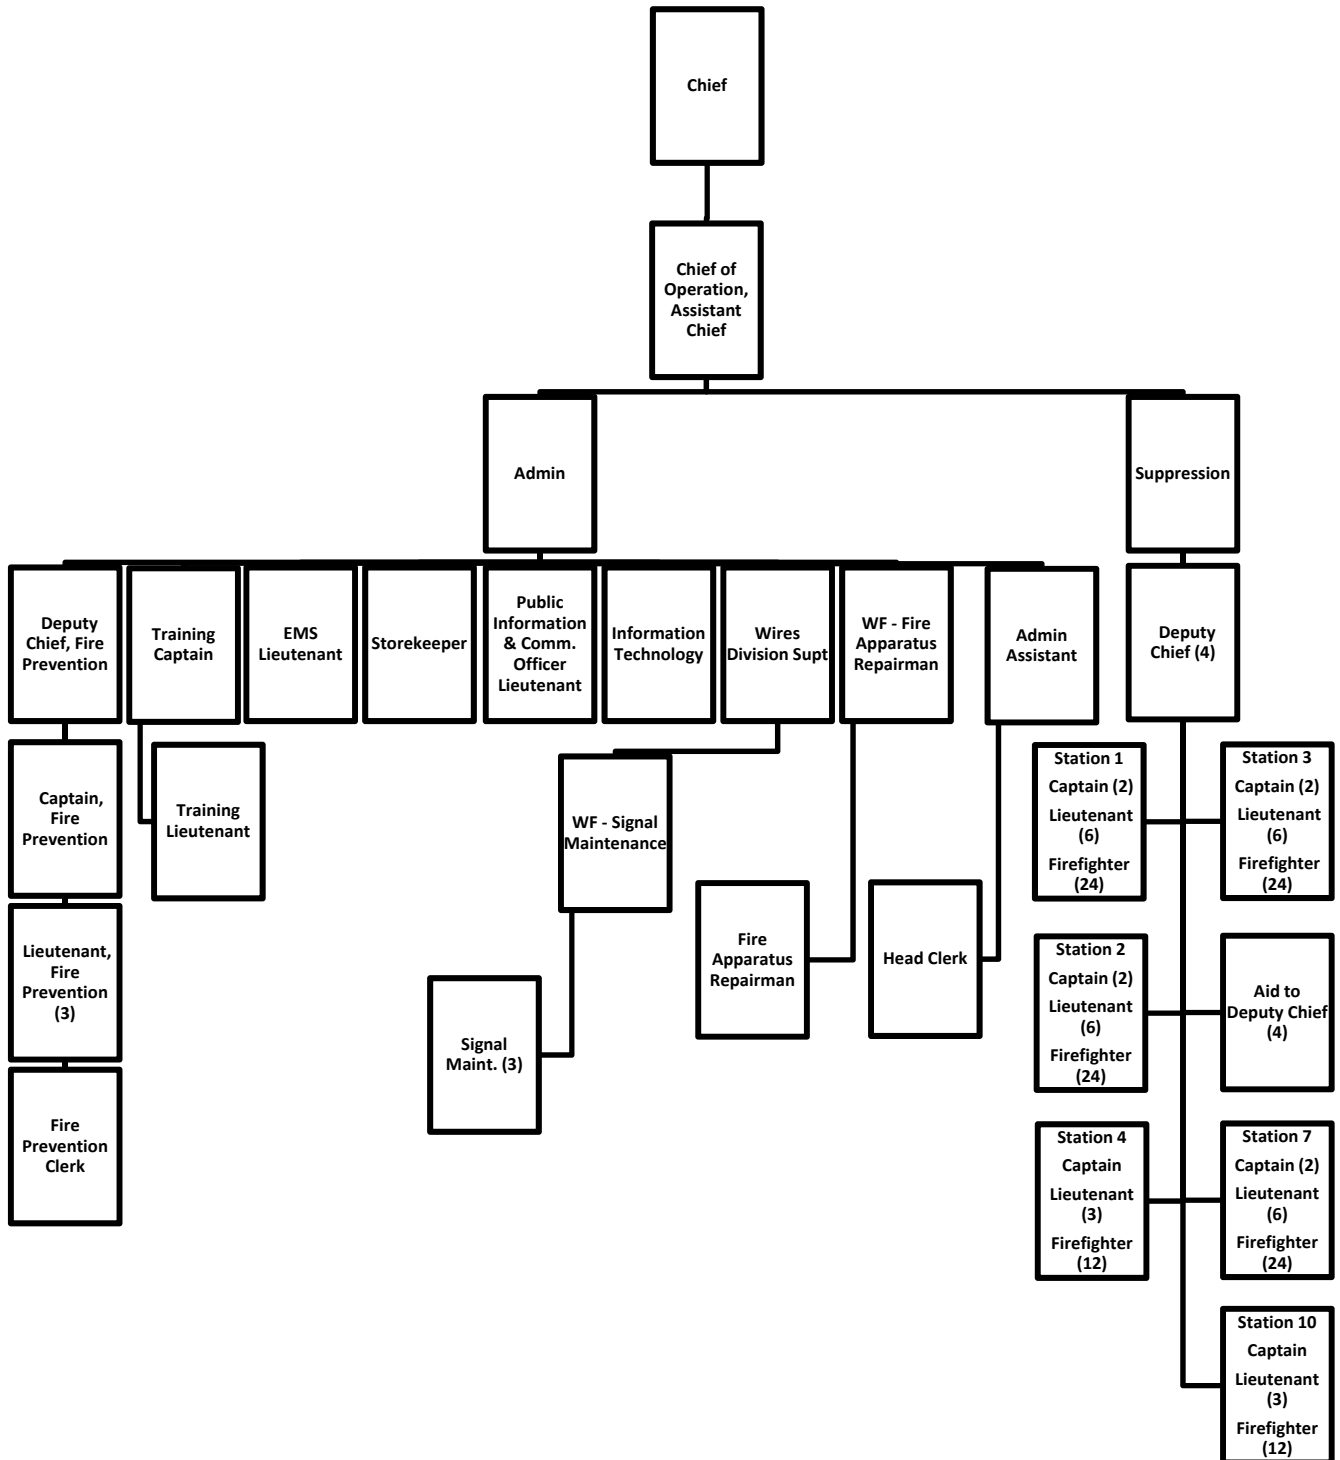 Chief
Chief of
Operation,
Assistant
Chief
Admin
Suppression
Deputy
Chief, Fire
Prevention
Training
Captain
EMS
Lieutenant
Storekeeper
Public
Information
& Comm.
Officer
Lieutenant
Information
Technology
Wires
Division Supt
WF - Fire
Apparatus
Repairman
Admin
Assistant
Deputy
Chief (4)
Captain,
Fire
Prevention
Training
Lieutenant
WF - Signal
Maintenance
Station 1
Captain (2)
Lieutenant
(6)
Firefighter
(24)
Station 3
Captain (2)
Lieutenant
(6)
Firefighter
(24)
Lieutenant,
Fire
Prevention
(3)
Fire
Apparatus
Repairman
Head Clerk
Station 2
Captain (2)
Lieutenant
(6)
Firefighter
(24)
Aid to
Deputy Chief
(4)
Signal
Maint. (3)
Fire
Prevention
Clerk
Station 4
Captain
Lieutenant
(3)
Firefighter
(12)
Station 7
Captain (2)
Lieutenant
(6)
Firefighter
(24)
Station 10
Captain
Lieutenant
(3)
Firefighter
(12)